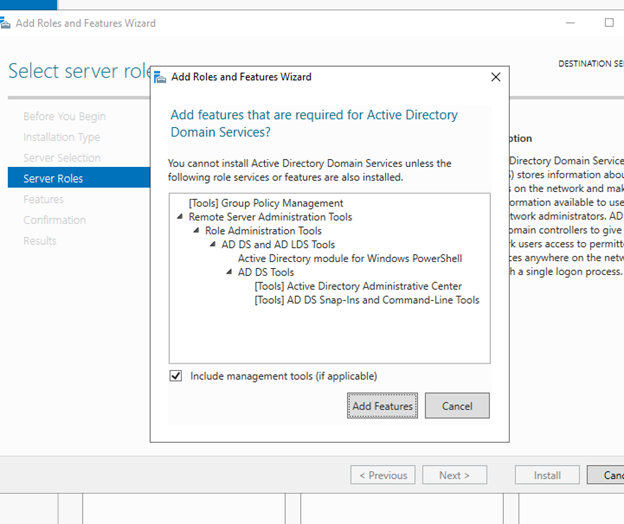 Add Roles and Features Wizard
Select server role
DESTINATION SE
Before You Begin
Installation Type
Server Selection
Server Roles
Features
Confirmation
Results
Add Roles and Features Wizard
Add features that are required for Active Directory
Domain Services?
You cannot install Active Directory Domain Services unless the
following role services or features are also installed.
[Tools] Group Policy Management
Remote Server Administration Tools
Role Administration Tools
AD DS and AD LDS Tools
Active Directory module for Windows PowerShell
AD DS Tools
[Tools] Active Directory Administrative Center
[Tools] AD DS Snap-Ins and Command-Line Tools
Include management tools (if applicable)
Add Features
Cancel
ption
Directory Domain Service
) stores information abou
s on the network and mak
ormation available to use
twork administrators. AD
omain controllers to give
k users access to permitte
ces anywhere on the netw
h a single logon process.
< Previous
Next >
Install
Canc